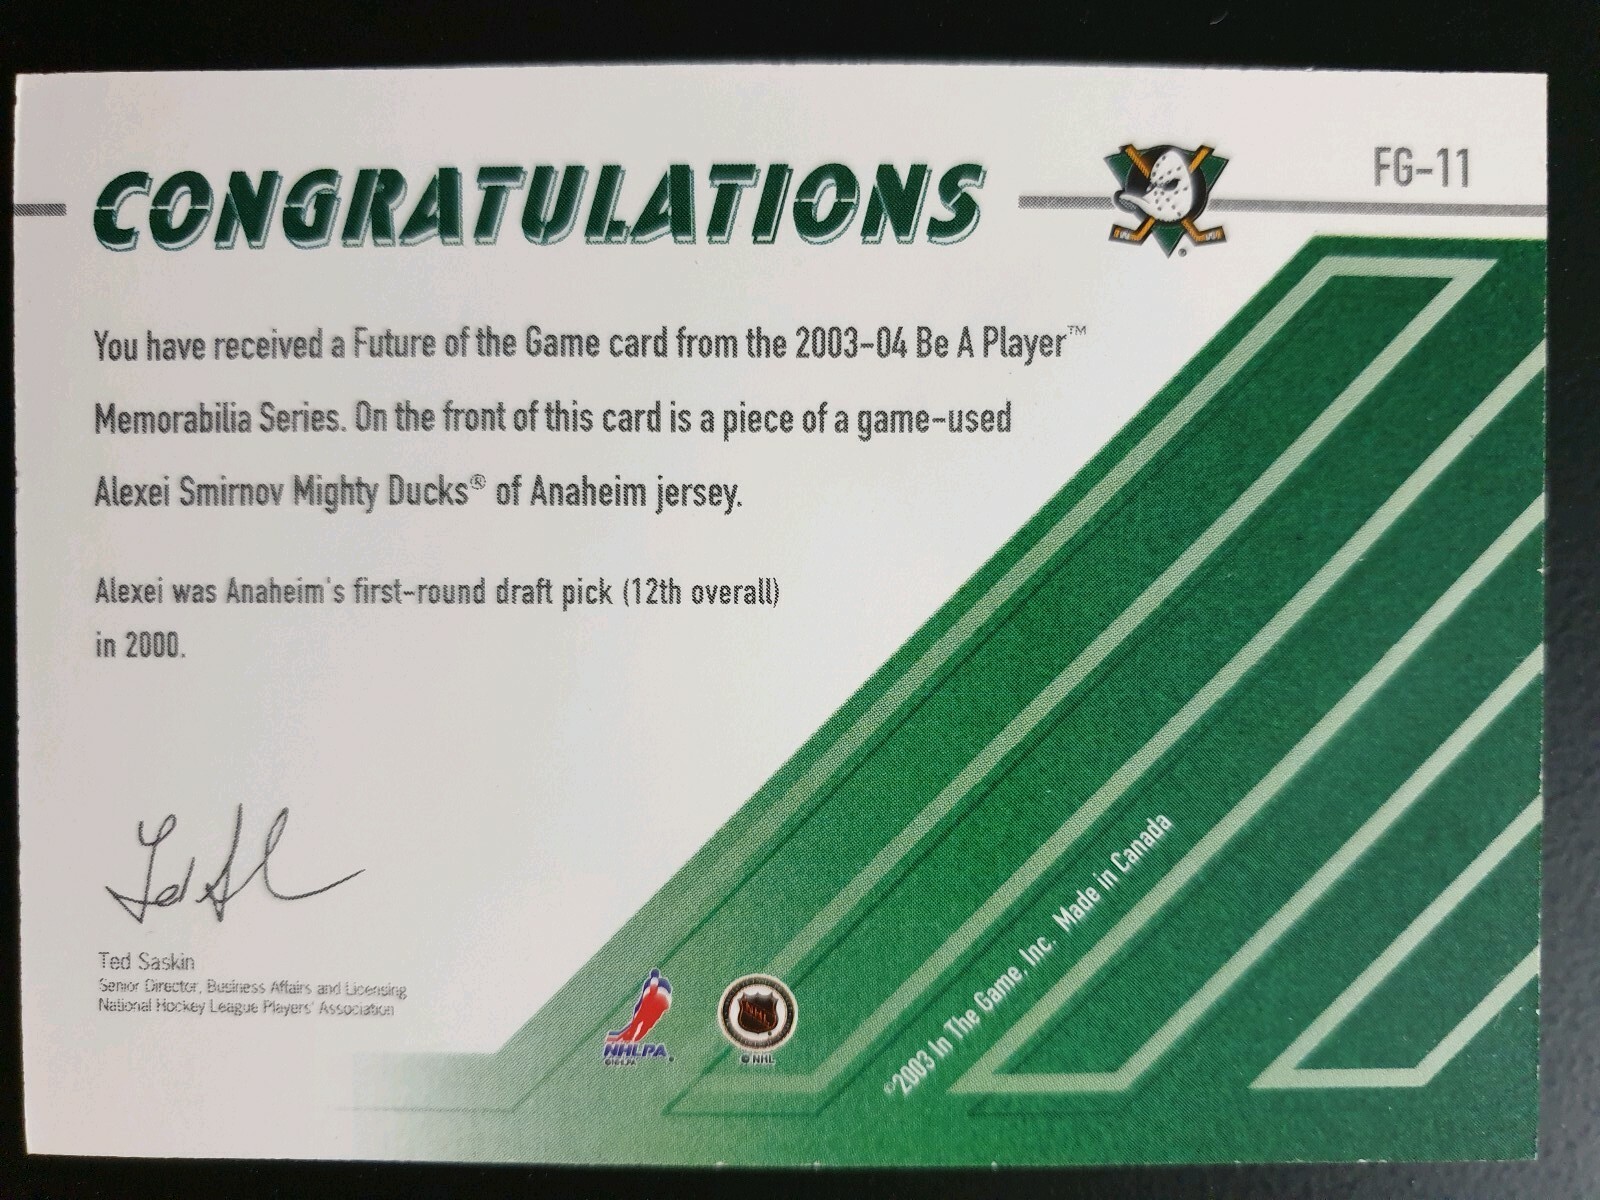 CONGRATULATIONS
FG-11
You have received a Future of the Game card from the 2003-04 Be A Player™
Memorabilia Series. On the front of this card is a piece of a game-used
Alexei Smirnov Mighty Ducks® of Anaheim jersey.
Alexei was Anaheim's first-round draft pick (12th overall)
in 2000.
Ted Saskin
Senior Director, Business Affairs and Licensing
National Hockey League Players' Association
NHLPA
©NHLPA
NHL
© NHL
©2003 In The Game, Inc. Made in Canada